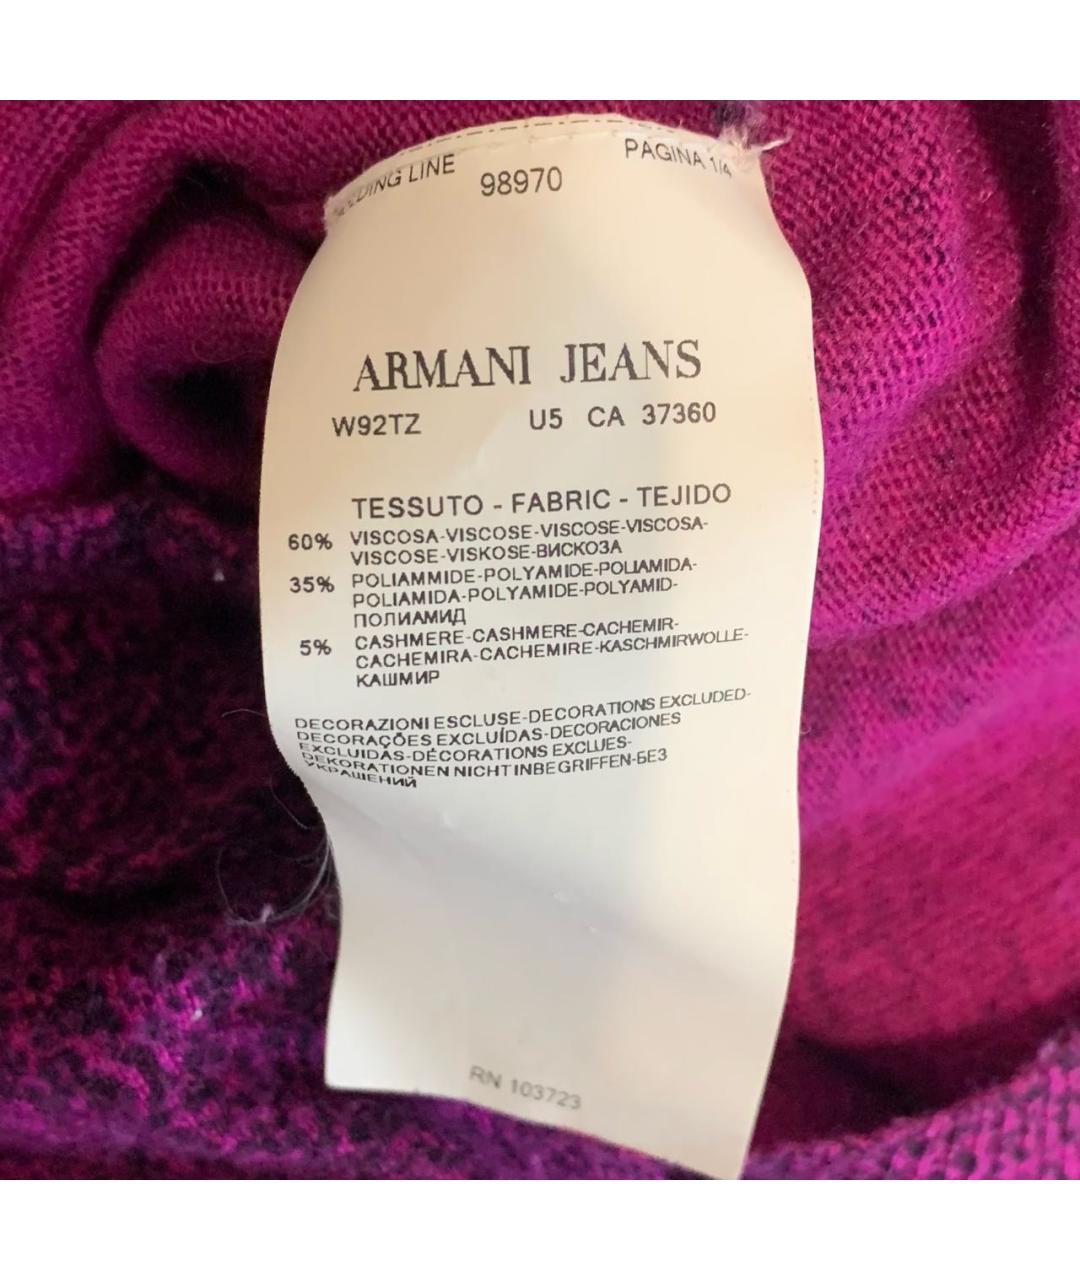 LINE 98970 PAGINA 1/4
ARMANI JEANS
W92TZ U5 CA 37360
TESSUTO - FABRIC - TEJIDO
60% VISCOSA-VISCOSE-VISCOSE-VISCOSA-
VISCOSE-VISKOSE-ВИСКОЗА
35% POLIAMMIDE-POLYAMIDE-POLIAMIDA-
POLIAMIDA-POLYAMIDE-POLYAMID-
ПОЛИАМИД
5% CASHMERE-CASHMERE-CACHEMIR-
CACHEMIRA-CACHEMIRE-KASCHMIRWOLLE-
КАШМИР
DECORAZIONI ESCLUSE-DECORATIONS EXCLUDED-
DECORAÇÕES EXCLUÍDAS-DECORACIONES
EXCLUIDAS-DÉCORATIONS EXCLUES-
DEKORATIONEN NICHT INBEGRIFFEN-БЕЗ
УКРАШЕНИЙ
RN 103723